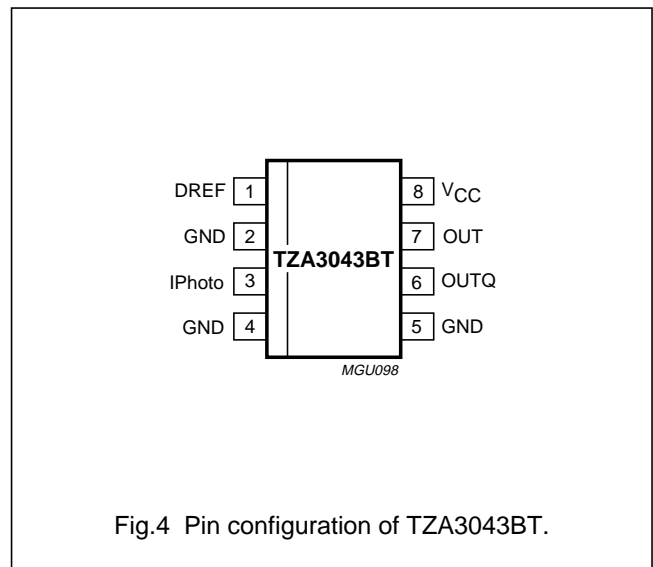 DREF 1 8 VCC
GND 2 7 OUT
TZA3043BT
IPhoto 3 6 OUTQ
GND 4 5 GND
MGU098
Fig.4 Pin configuration of TZA3043BT.